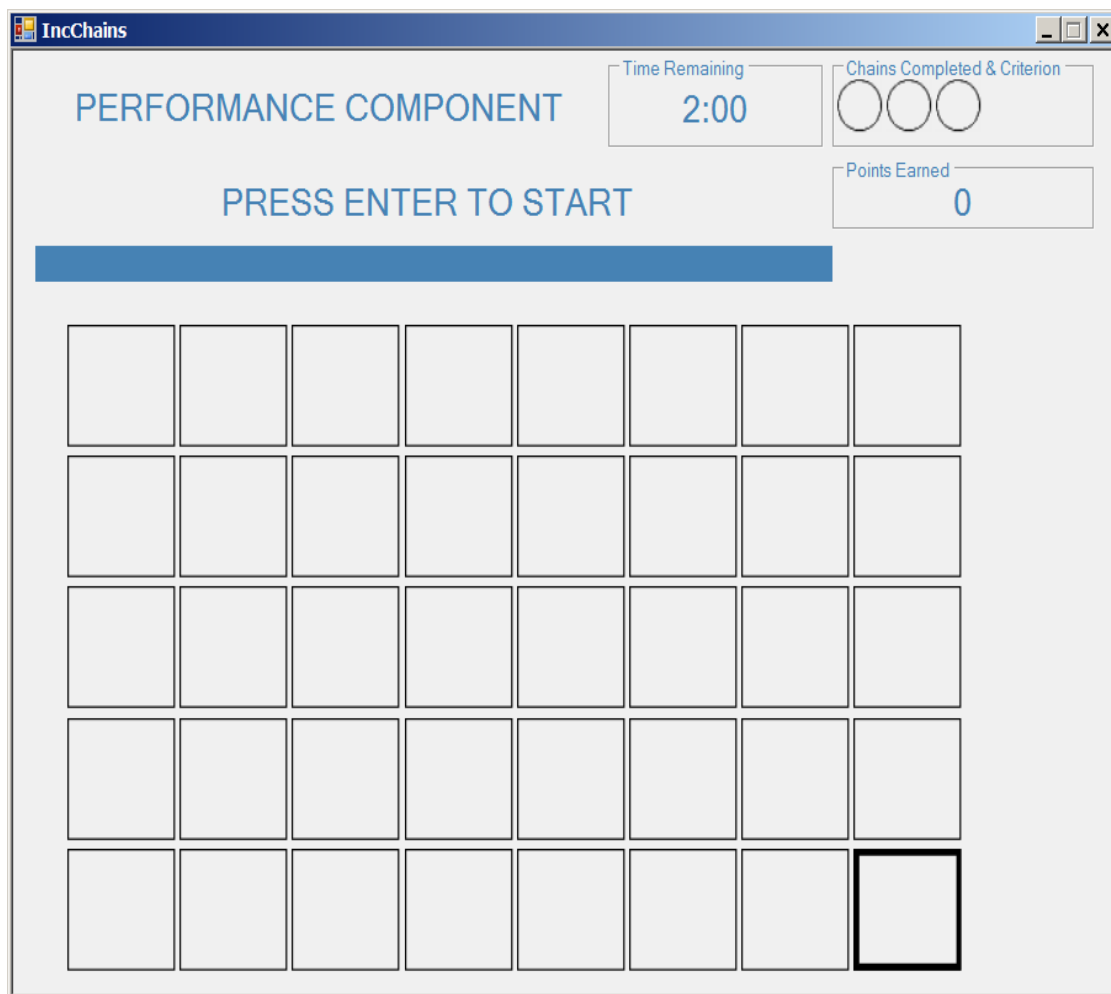 IncChains
PERFORMANCE COMPONENT
Time Remaining
2:00
Chains Completed & Criterion
PRESS ENTER TO START
Points Earned
0